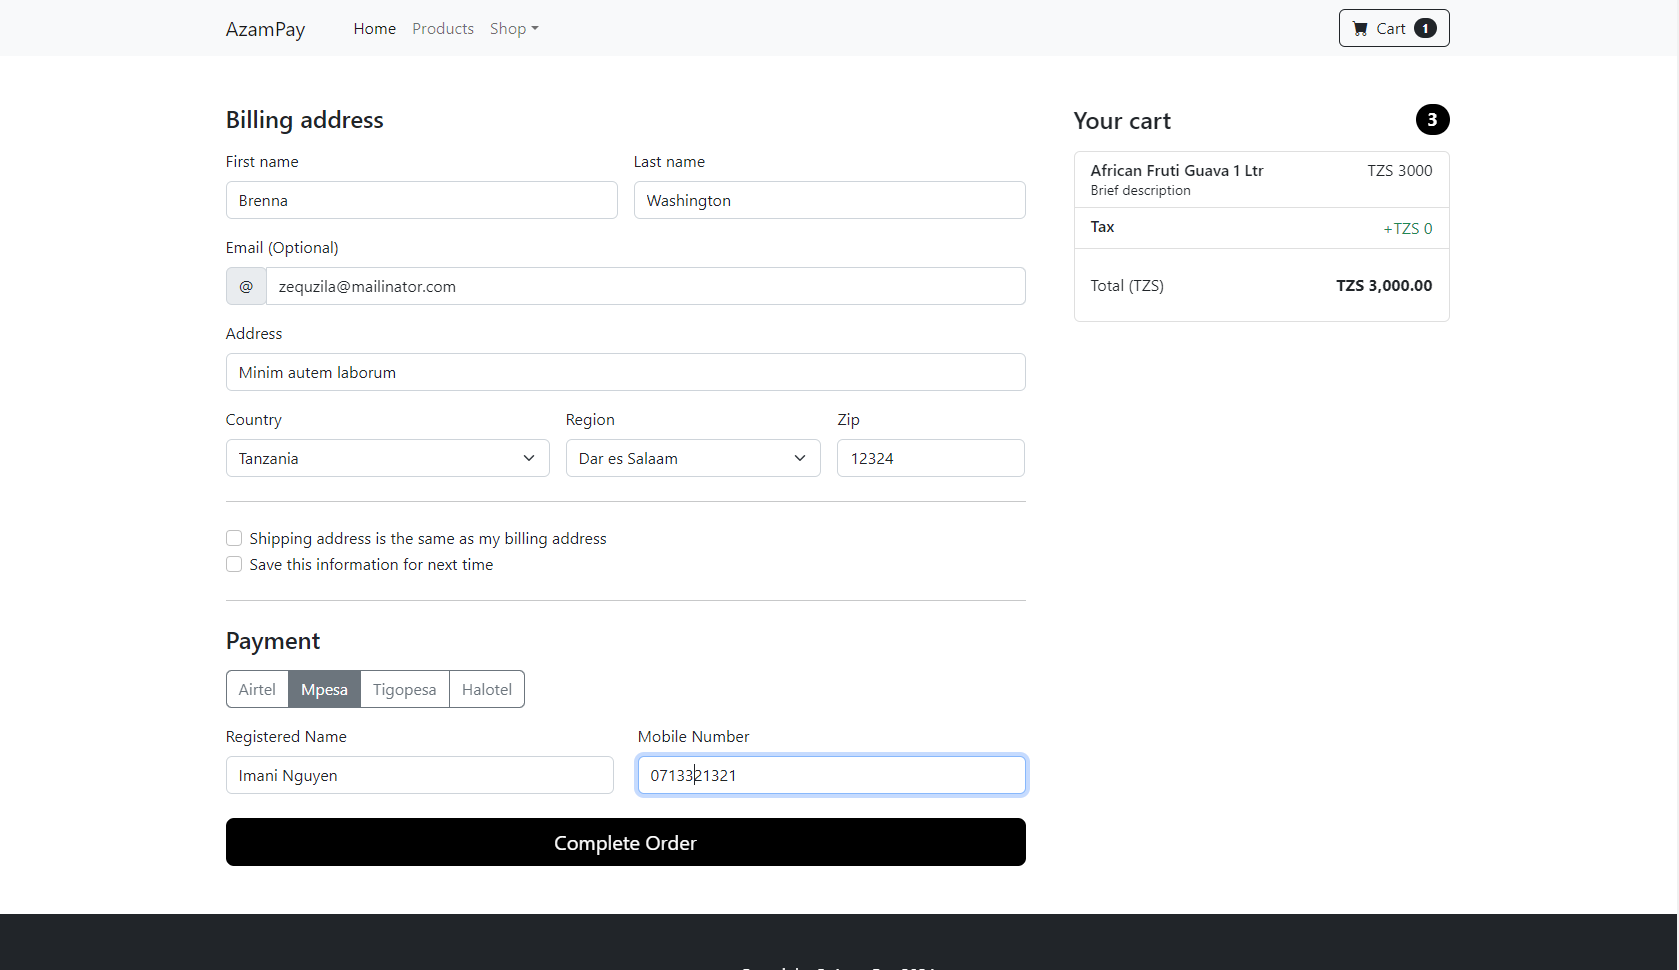 AzamPay Home Products Shop Cart 1
Billing address
First name Last name
Brenna Washington
Email (Optional)
@ zequzila@mailinator.com
Address
Minim autem laborum
Country Region Zip
Tanzania Dar es Salaam 12324
Shipping address is the same as my billing address
Save this information for next time
Payment
Airtel Mpesa Tigopesa Halotel
Registered Name Mobile Number
Imani Nguyen 0713321321
Complete Order
Your cart 3
African Fruti Guava 1 Ltr TZS 3000
Brief description
Tax +TZS 0
Total (TZS) TZS 3,000.00